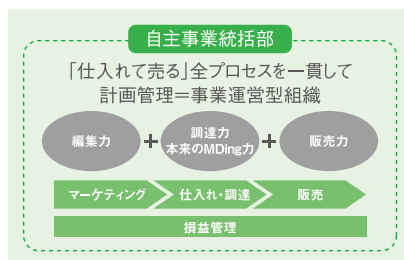 自主事業統括部
「仕入れて売る」全プロセスを一貫して
計画管理＝事業運営型組織
編集力
+
調達力
本来のMDing力
+
販売力
マーケティング
仕入れ・調達
販売
損益管理